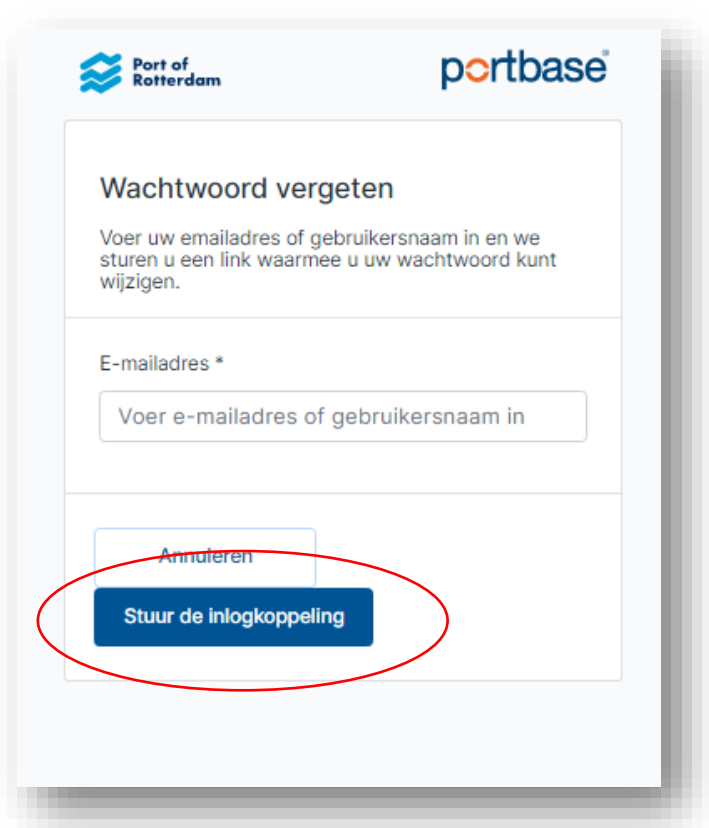 Port of
Rotterdam
portbase
Wachtwoord vergeten
Voer uw emailadres of gebruikersnaam in en we
sturen u een link waarmee u uw wachtwoord kunt
wijzigen.
E-mailadres *
Voer e-mailadres of gebruikersnaam in
Annuleren
Stuur de inlogkoppeling